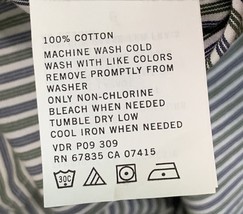 100% COTTON
MACHINE WASH COLD
WASH WITH LIKE COLORS
REMOVE PROMPTLY FROM
WASHER
ONLY NON-CHLORINE
BLEACH WHEN NEEDED
TUMBLE DRY LOW
COOL IRON WHEN NEEDED
VDR P09 309
RN 67835 CA 07415
30C